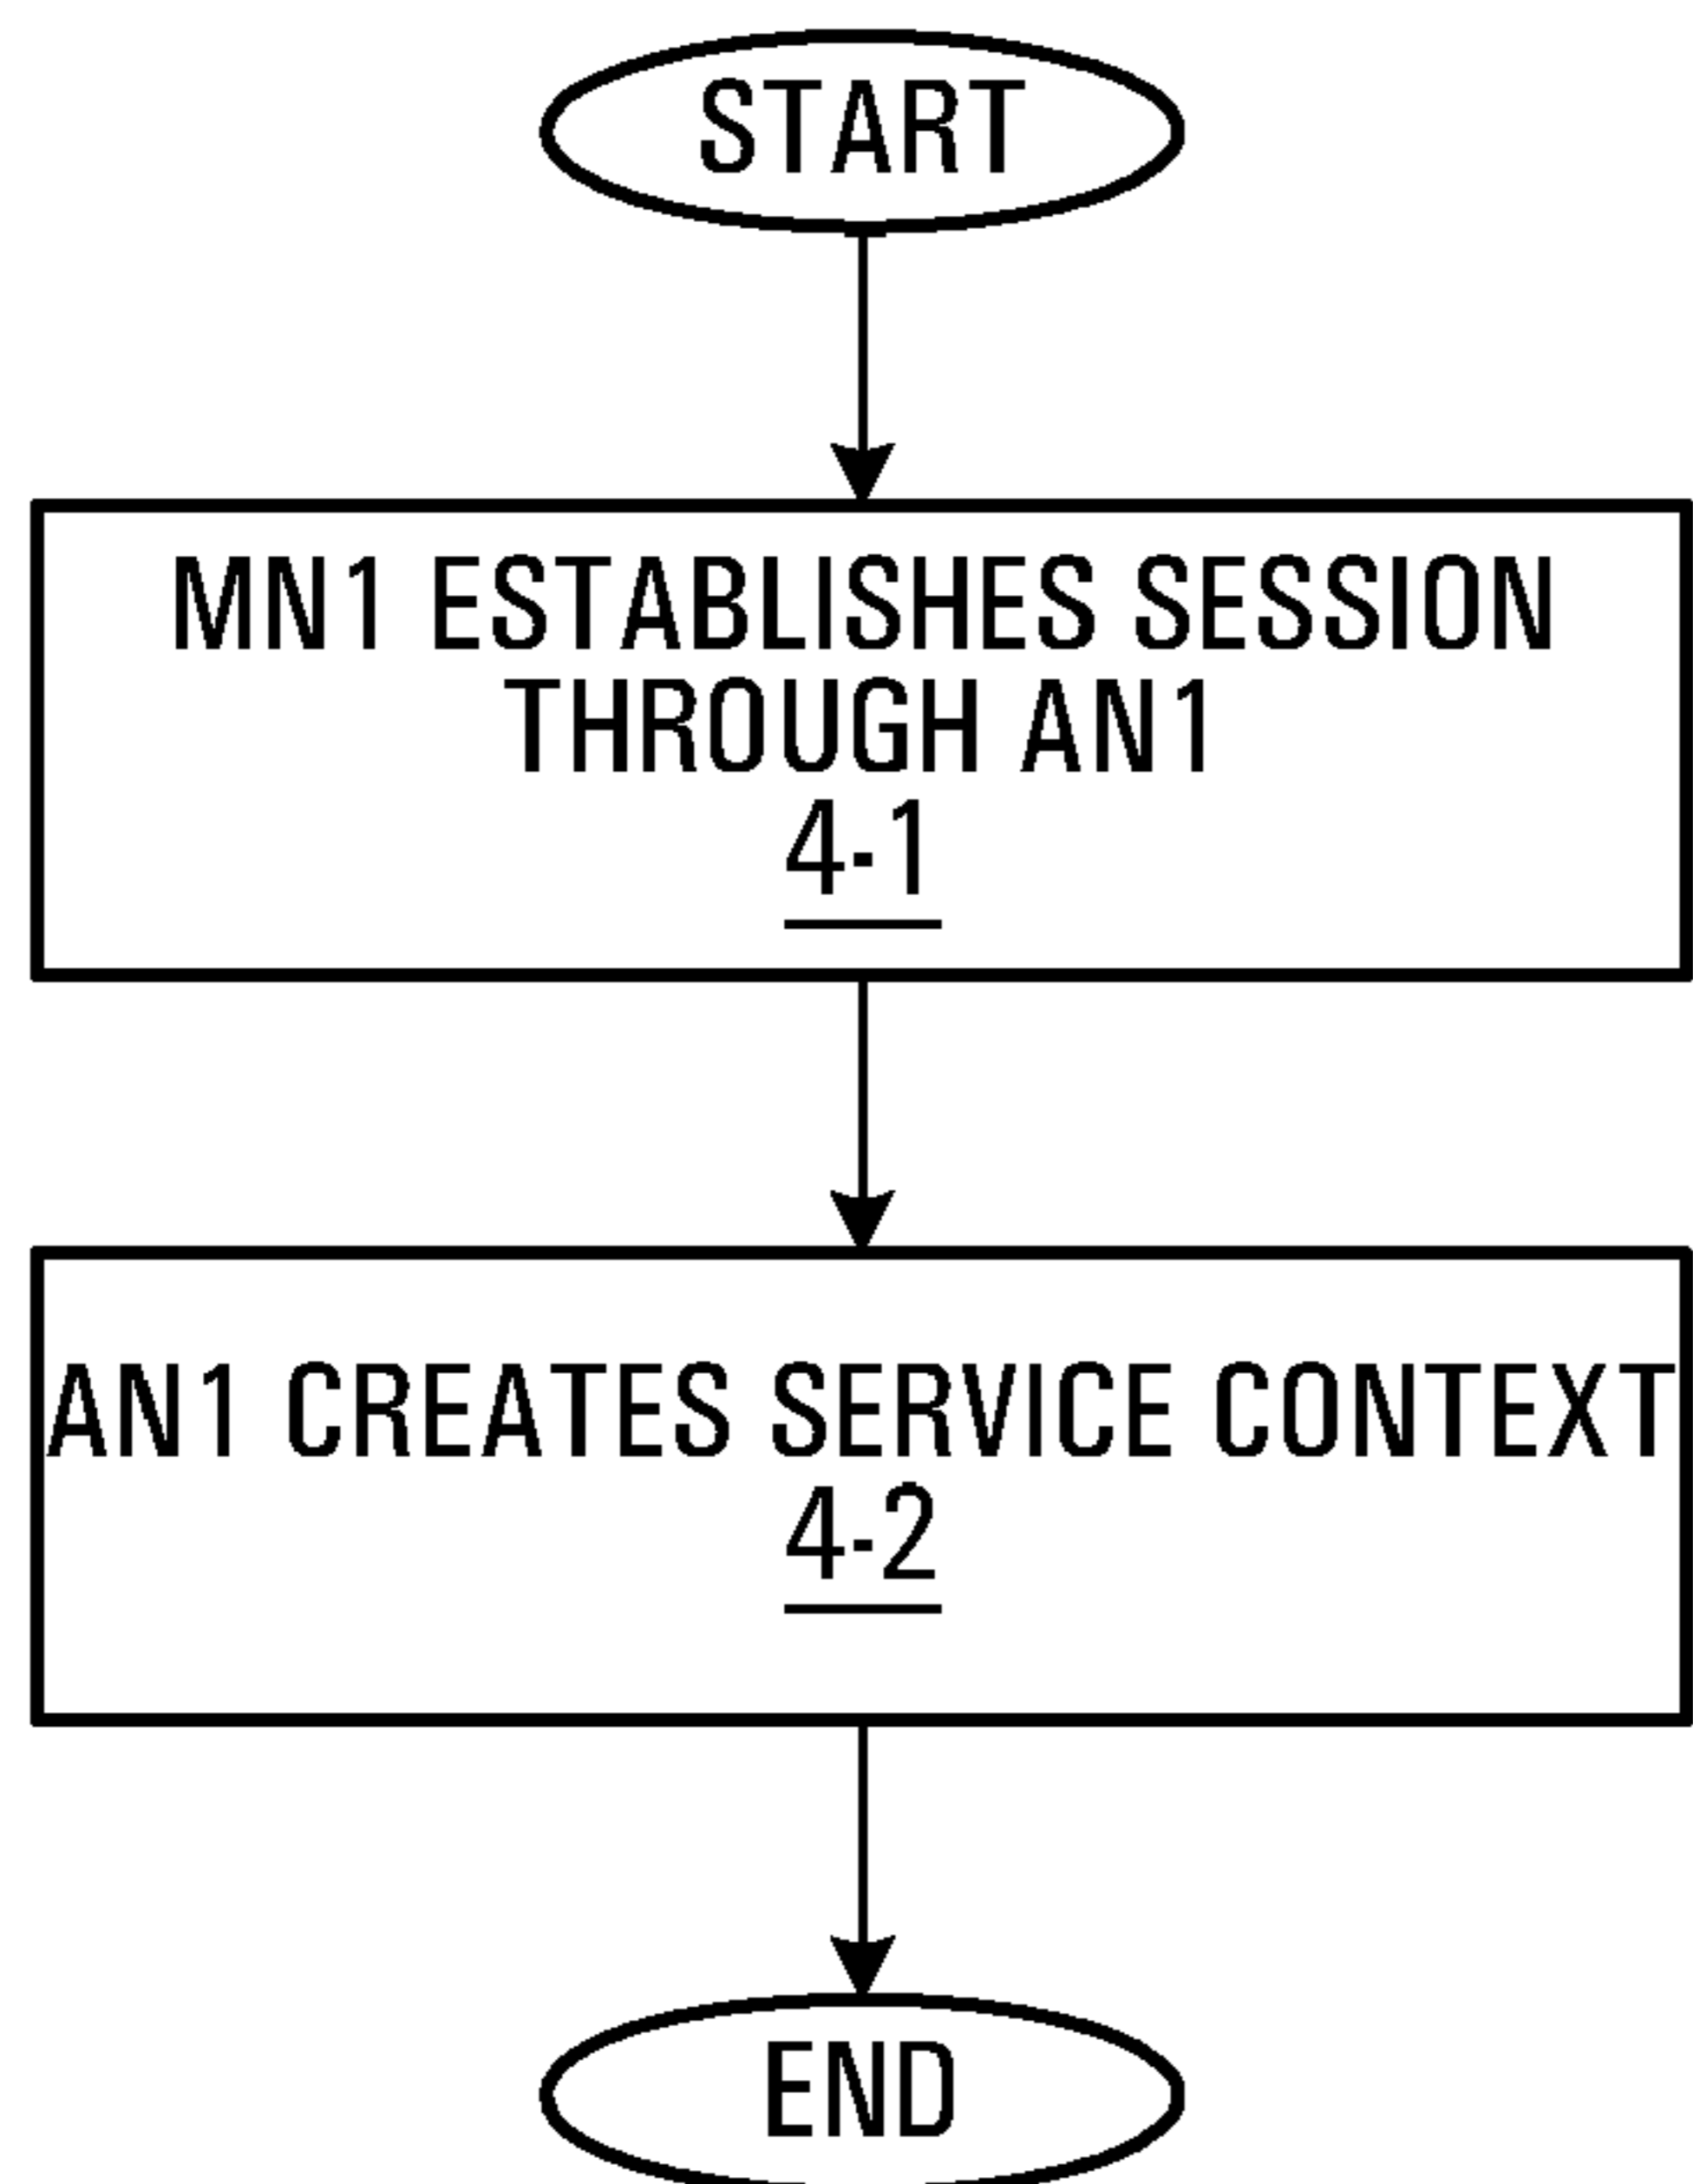 START
MN1 ESTABLISHES SESSION
THROUGH AN1
4-1
AN1 CREATES SERVICE CONTEXT
4-2
END